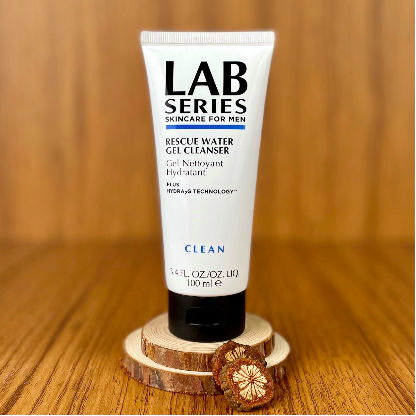 LAB
SERIES
SKINCARE FOR MEN
RESCUE WATER
GEL CLEANSER
Gel Nettoyant
Hydratant
PLUS
HYDRA2G TECHNOLOGY™
CLEAN
3.4 FL. OZ./OZ. LIQ.
100 ml ℮